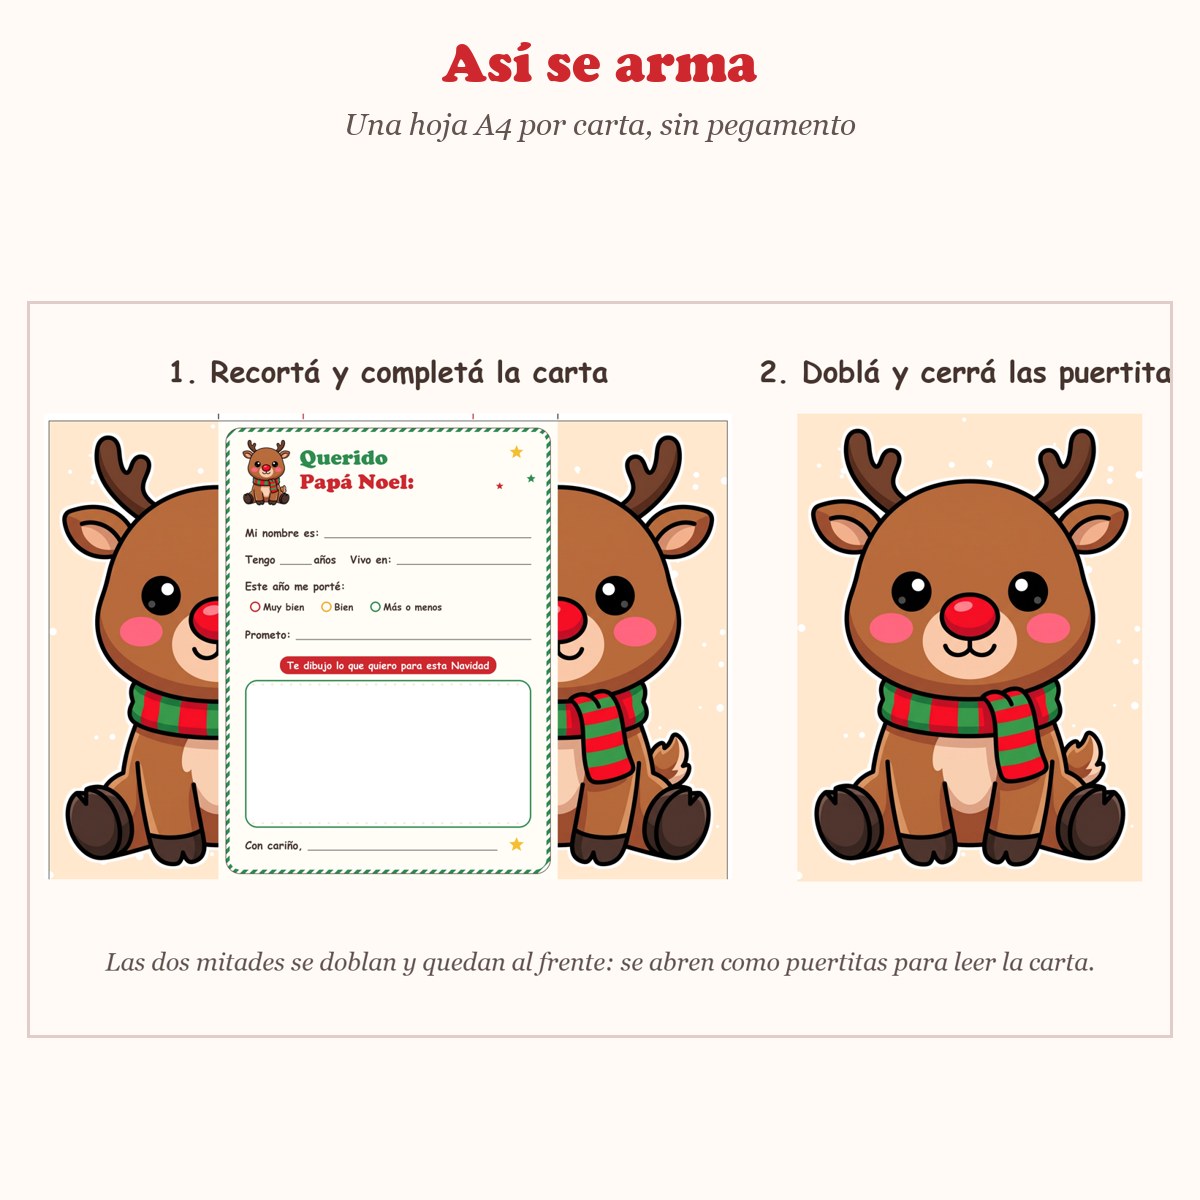 Así se arma
Una hoja A4 por carta, sin pegamento
1. Recortá y completá la carta
2. Doblá y cerrá las puertita
Querido
Papá Noel:
Mi nombre es:
Tengo _____ años Vivo en:
Este año me porté:
Muy bien Bien Más o menos
Prometo:
Te dibujo lo que quiero para esta Navidad
Con cariño,
Las dos mitades se doblan y quedan al frente: se abren como puertitas para leer la carta.